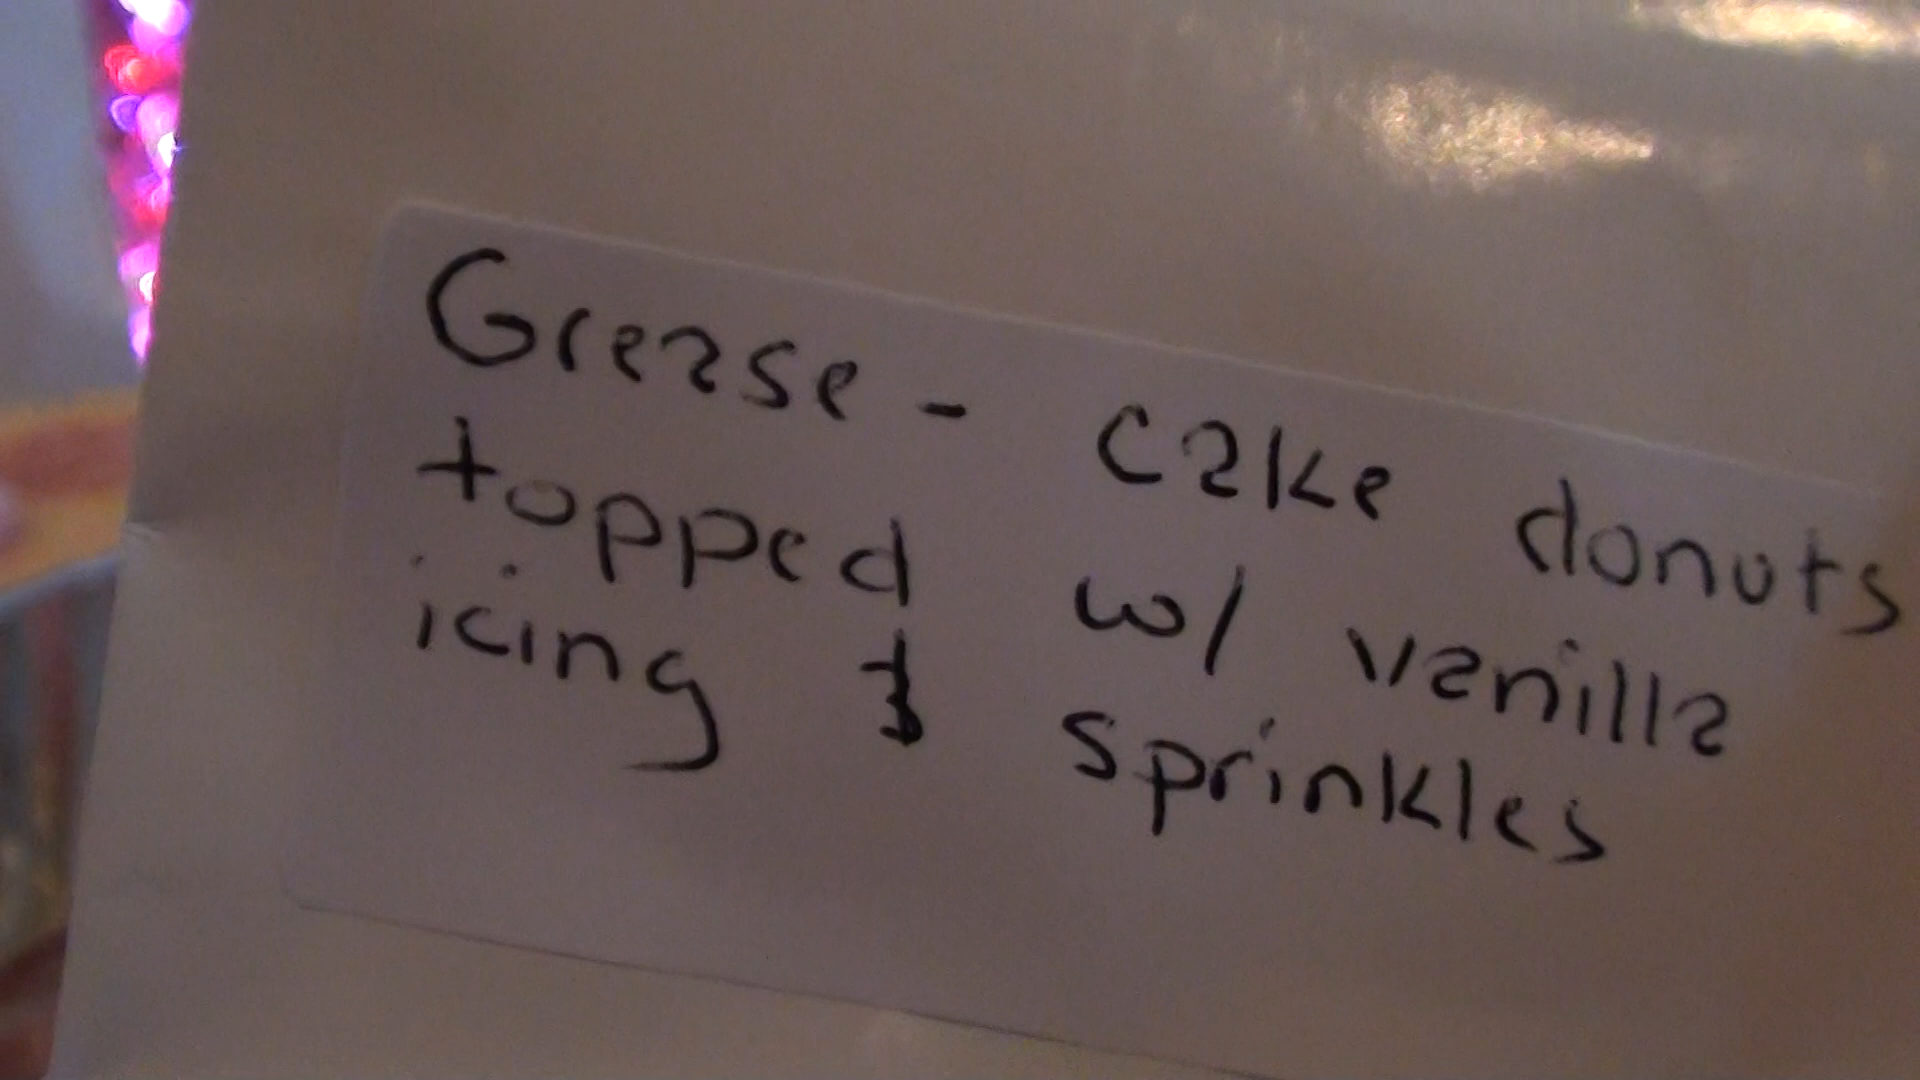 Grease - cake donuts
topped w/ vanilla
icing & sprinkles